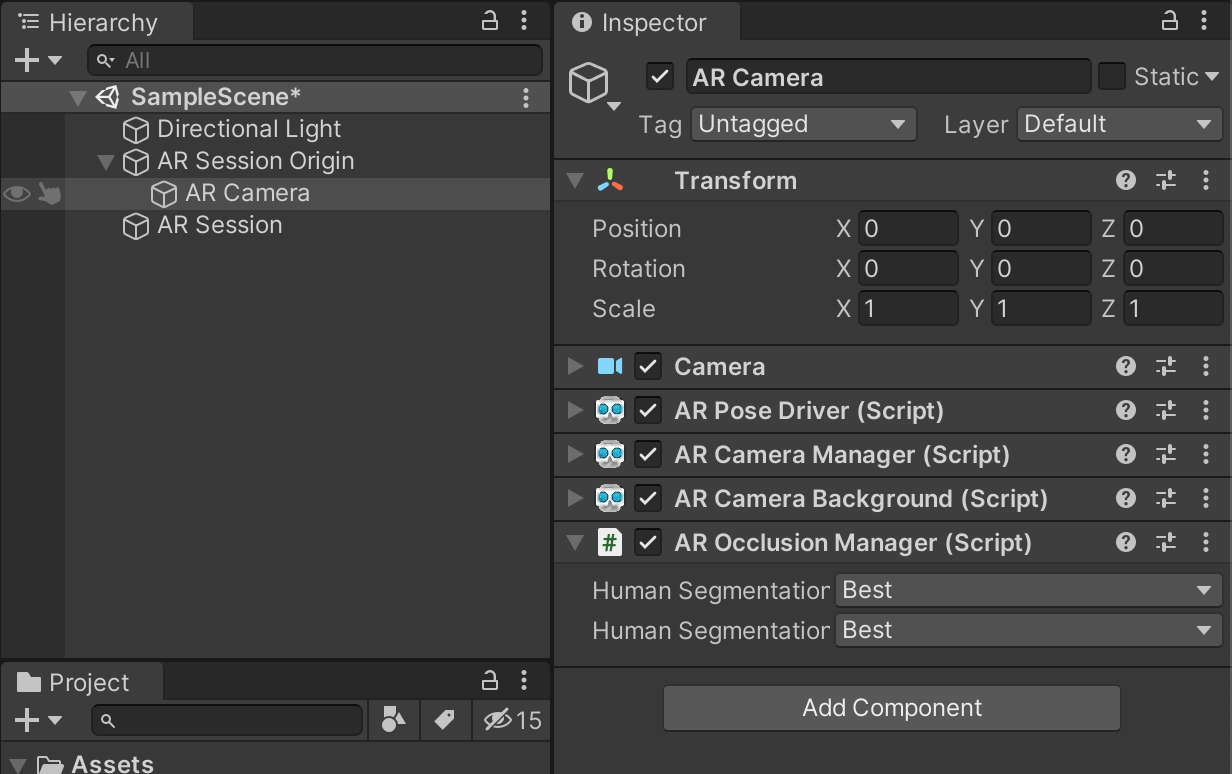 Hierarchy
All
SampleScene*
Directional Light
AR Session Origin
AR Camera
AR Session
Project
15
Assets
Inspector
AR Camera
Static
Tag Untagged Layer Default
Transform
Position X 0 Y 0 Z 0
Rotation X 0 Y 0 Z 0
Scale X 1 Y 1 Z 1
Camera
AR Pose Driver (Script)
AR Camera Manager (Script)
AR Camera Background (Script)
# AR Occlusion Manager (Script)
Human Segmentation Best
Human Segmentation Best
Add Component